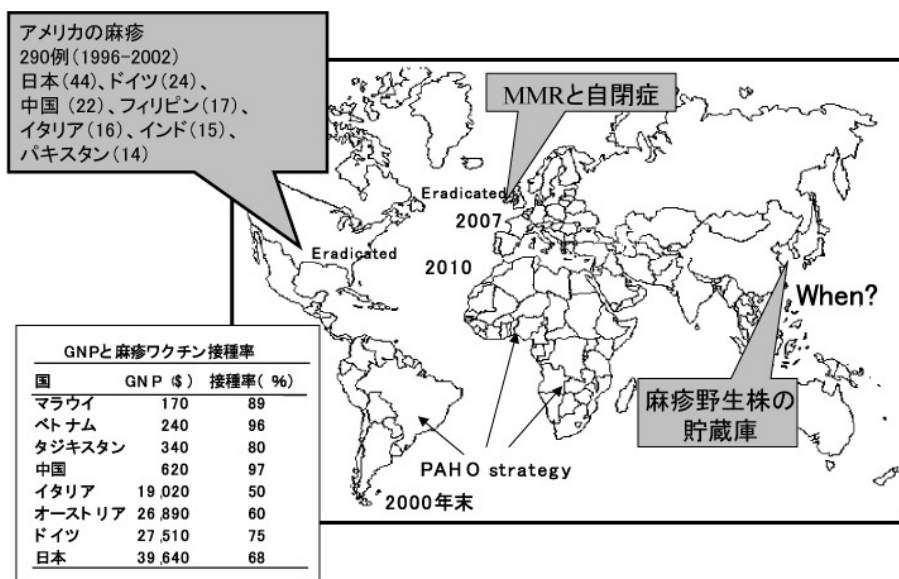 アメリカの麻疹
290例(1996-2002)
日本(44)、ドイツ(24)、
中国(22)、フィリピン(17)、
イタリア(16)、インド(15)、
パキスタン(14)
MMRと自閉症
Eradicated
2007
Eradicated
2010
When?
麻疹野生株の
貯蔵庫
PAHO strategy
2000年末
GNPと麻疹ワクチン接種率
国 GNP ($) 接種率( %)
マラウイ 170 89
ベトナム 240 96
タジキスタン 340 80
中国 620 97
イタリア 19,020 50
オーストリア 26,890 60
ドイツ 27,510 75
日本 39,640 68